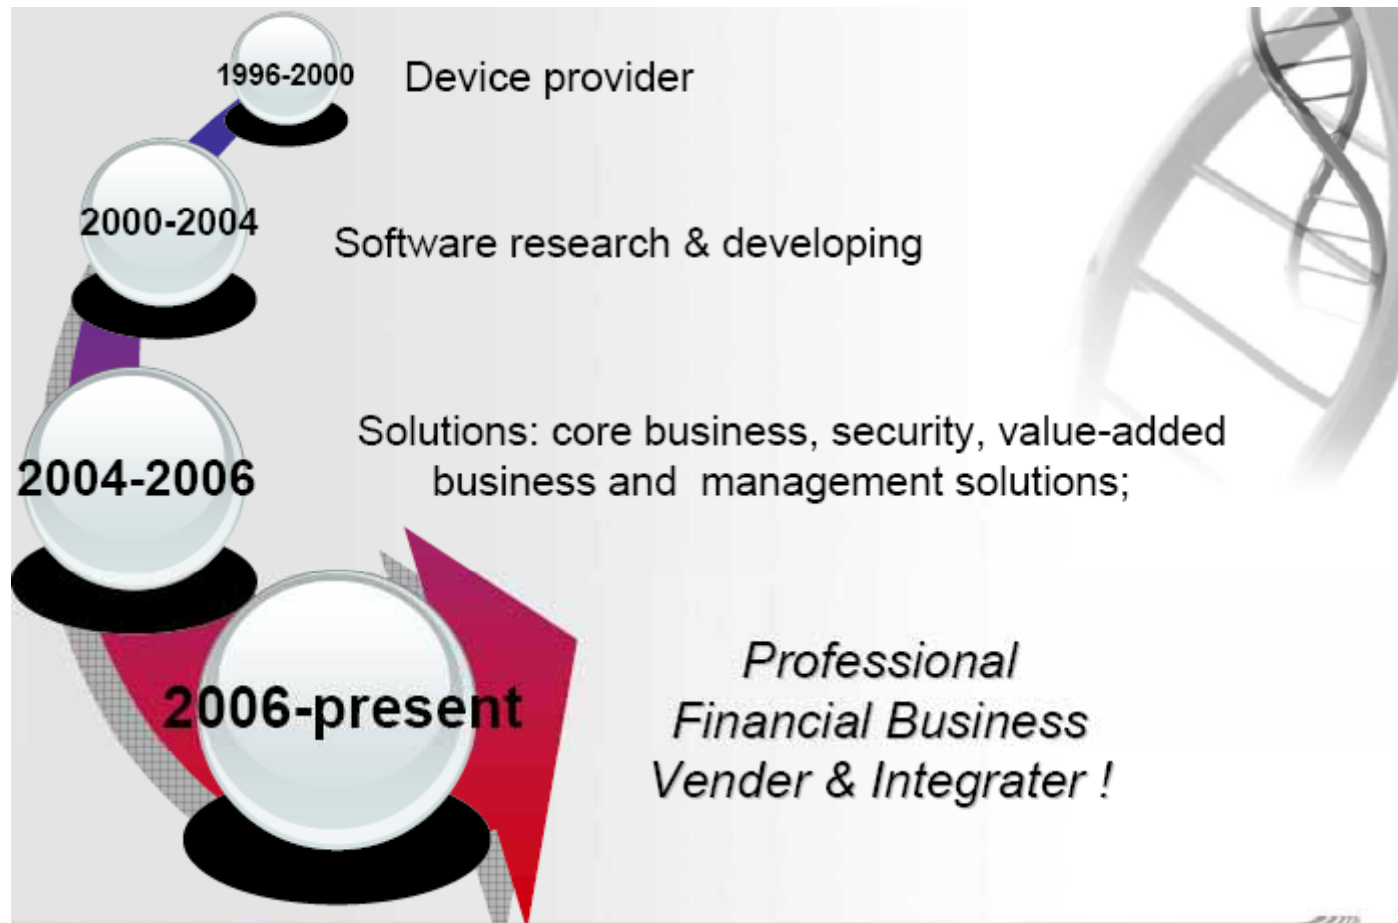 1996-2000
Device provider
2000-2004
Software research & developing
2004-2006
Solutions: core business, security, value-added
business and management solutions;
2006-present
Professional
Financial Business
Vender & Integrater !